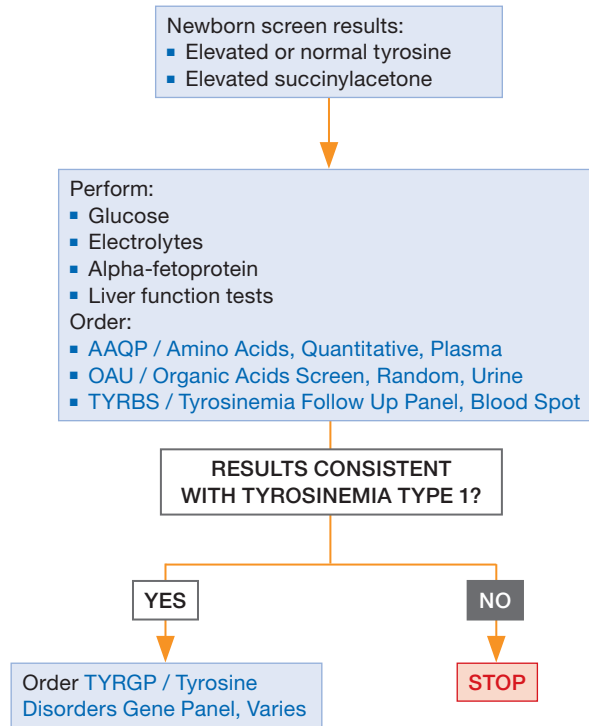 Newborn screen results:
▪ Elevated or normal tyrosine
▪ Elevated succinylacetone
Perform:
▪ Glucose
▪ Electrolytes
▪ Alpha-fetoprotein
▪ Liver function tests
Order:
▪ AAQP / Amino Acids, Quantitative, Plasma
▪ OAU / Organic Acids Screen, Random, Urine
▪ TYRBS / Tyrosinemia Follow Up Panel, Blood Spot
RESULTS CONSISTENT
WITH TYROSINEMIA TYPE 1?
YES
NO
Order TYRGP / Tyrosine
Disorders Gene Panel, Varies
STOP